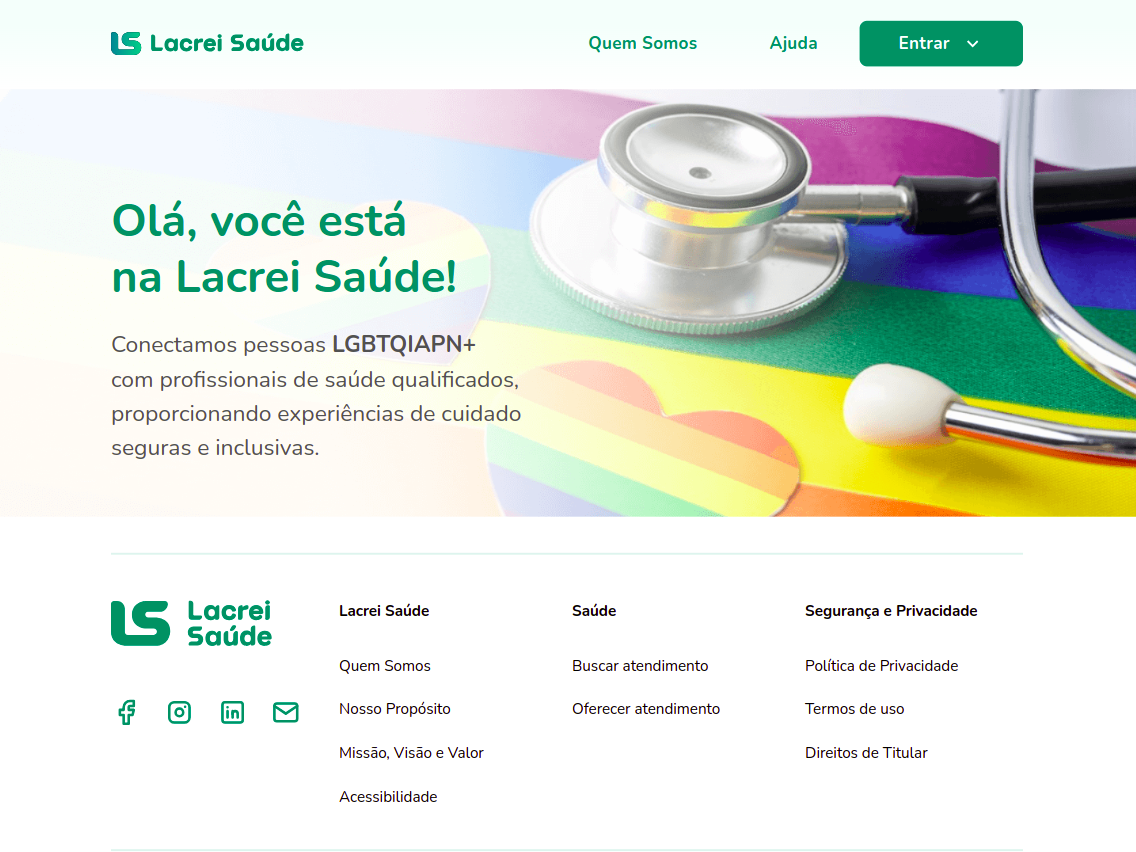 LS Lacrei Saúde
Quem Somos
Ajuda
Entrar
Olá, você está
na Lacrei Saúde!
Conectamos pessoas LGBTQIAPN+
com profissionais de saúde qualificados,
proporcionando experiências de cuidado
seguras e inclusivas.
LS Lacrei
Saúde
Lacrei Saúde
Quem Somos
Nosso Propósito
Missão, Visão e Valor
Acessibilidade
Saúde
Buscar atendimento
Oferecer atendimento
Segurança e Privacidade
Política de Privacidade
Termos de uso
Direitos de Titular